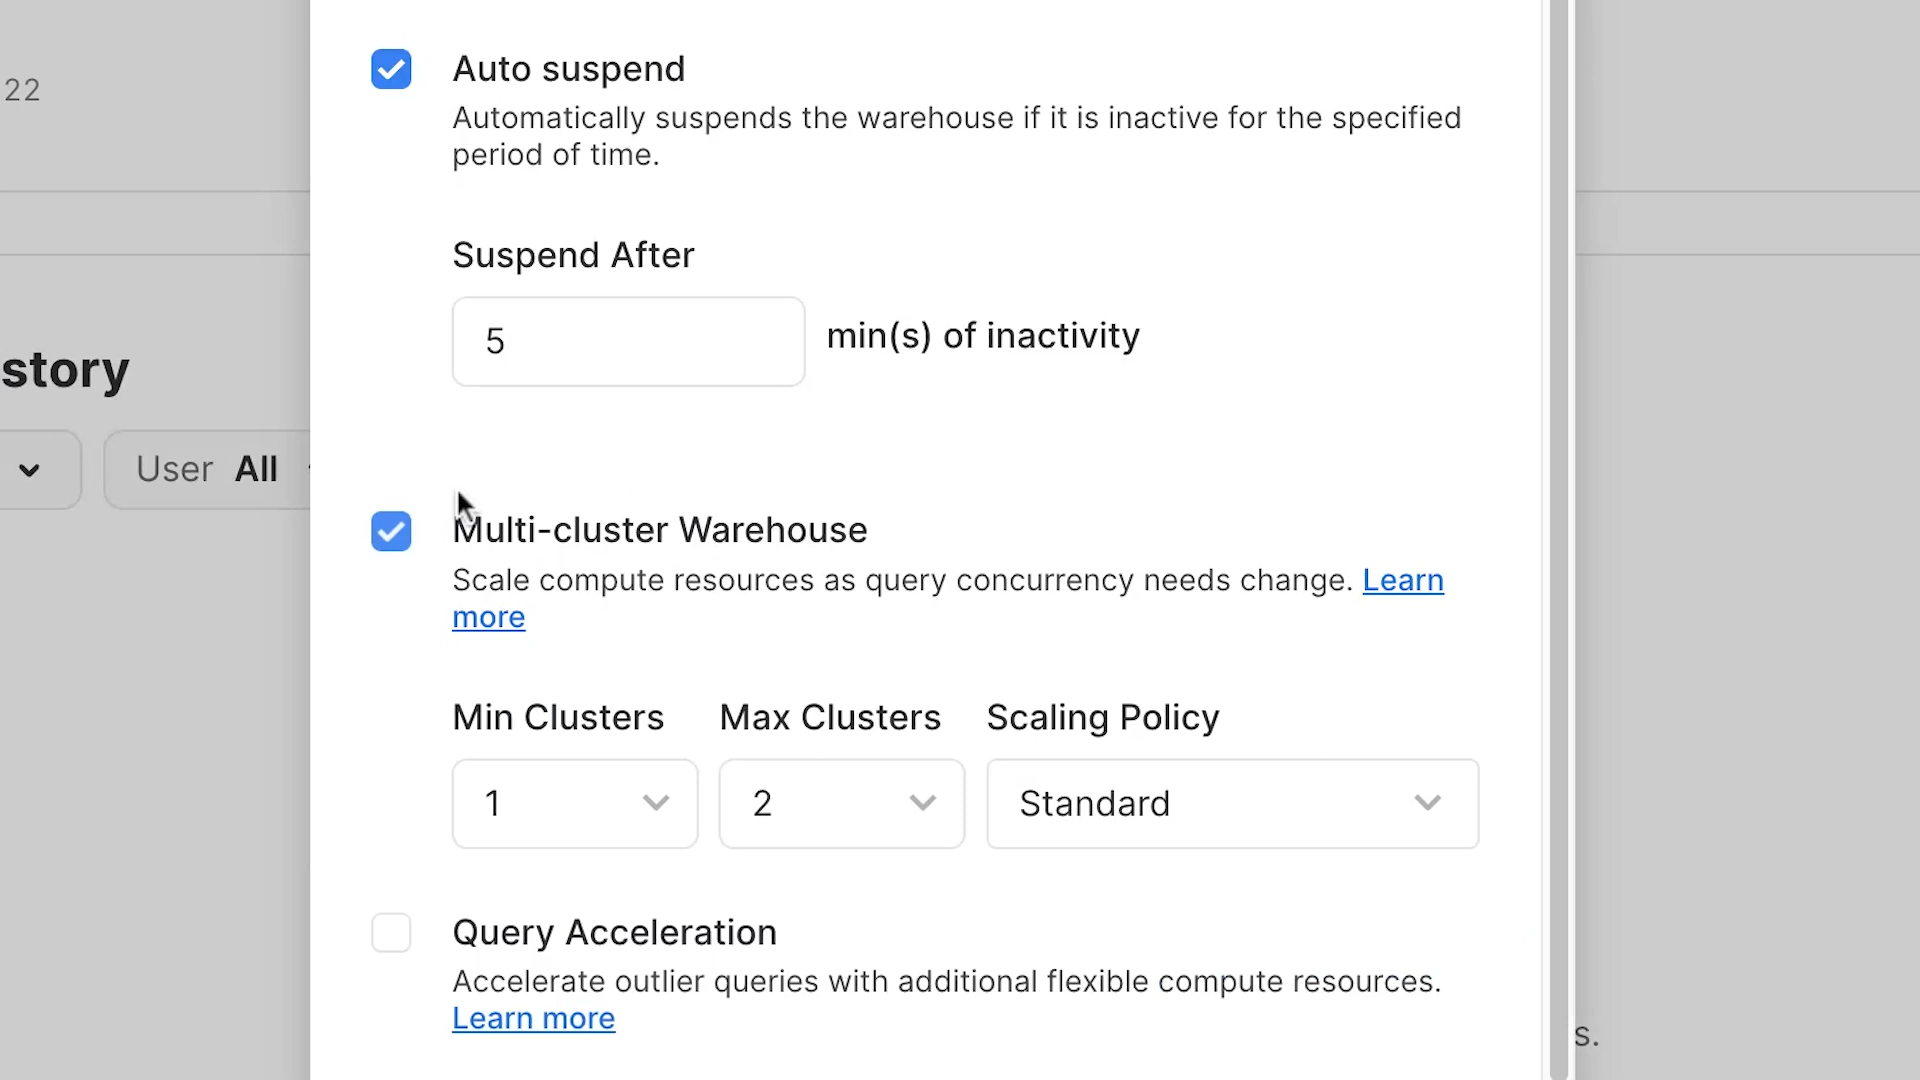 22
Auto suspend
Automatically suspends the warehouse if it is inactive for the specified
period of time.
Suspend After
5 min(s) of inactivity
story
User All
Multi-cluster Warehouse
Scale compute resources as query concurrency needs change. Learn
more
Min Clusters Max Clusters Scaling Policy
1 2 Standard
Query Acceleration
Accelerate outlier queries with additional flexible compute resources.
Learn more
s.